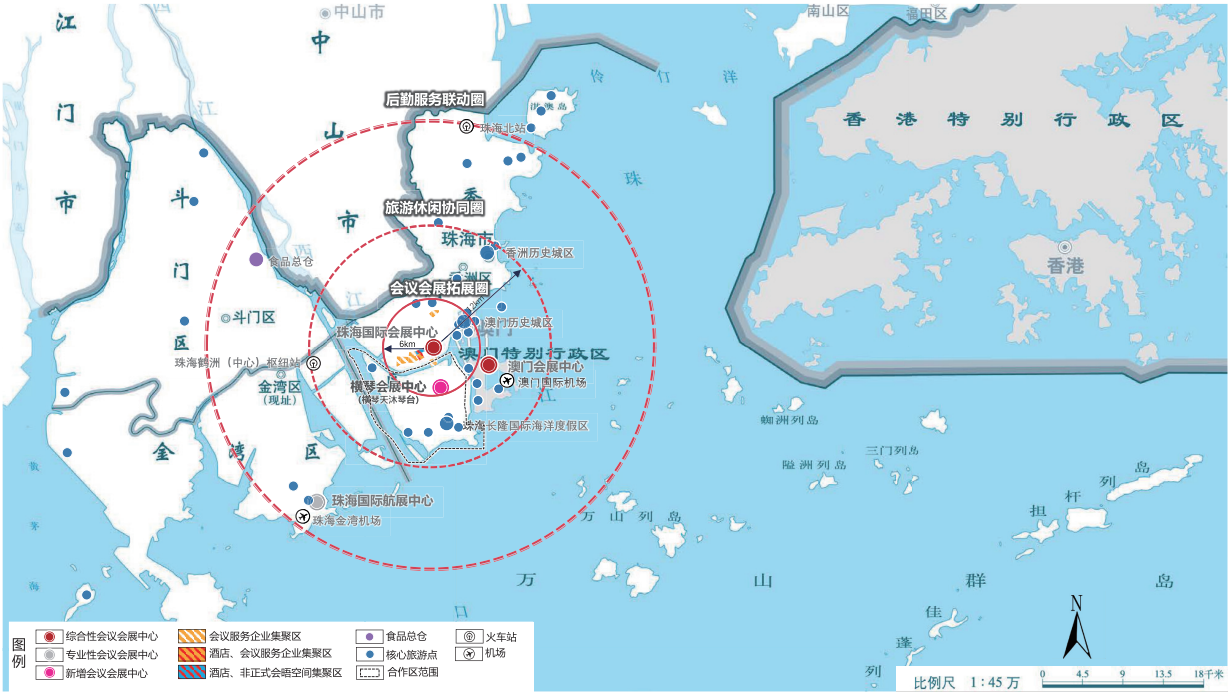 中山市
南山区
福田区
江门市
中山市
江
西
伶仃洋
淇澳岛
后勤服务联动圈
珠海北站
香港特别行政区
珠
斗门区
香
旅游休闲协同圈
珠海市
香洲历史城区
食品总仓
西
江
香洲区
香港
会议会展拓展圈
12km
斗门区
珠海国际会展中心
澳门历史城区
澳门
6km
澳门特别行政区
珠海鹤洲（中心）枢纽站
澳门会展中心
金湾区
（现址）
横琴会展中心
（横琴天沐琴台）
澳门国际机场
江
珠海长隆国际海洋度假区
蜘洲列岛
金湾区
三门列岛
隘洲列岛
担杆列岛
珠海国际航展中心
珠海金湾机场
万山列岛
海
万山群岛
口
佳蓬列
N
图例
综合性会议会展中心
会议服务企业集聚区
食品总仓
火车站
专业性会议会展中心
酒店、会议服务企业集聚区
核心旅游点
机场
新增会议会展中心
酒店、非正式会晤空间集聚区
合作区范围
比例尺 1:45 万
0 4.5 9 13.5 18千米